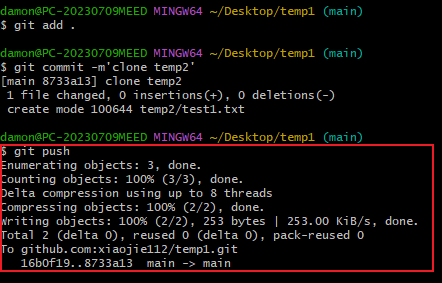 damon@PC-20230709MEED MINGW64 ~/Desktop/temp1 (main)
$ git add .
damon@PC-20230709MEED MINGW64 ~/Desktop/temp1 (main)
$ git commit -m'clone temp2'
[main 8733a13] clone temp2
 1 file changed, 0 insertions(+), 0 deletions(-)
 create mode 100644 temp2/test1.txt
damon@PC-20230709MEED MINGW64 ~/Desktop/temp1 (main)
$ git push
Enumerating objects: 3, done.
Counting objects: 100% (3/3), done.
Delta compression using up to 8 threads
Compressing objects: 100% (2/2), done.
Writing objects: 100% (2/2), 253 bytes | 253.00 KiB/s, done.
Total 2 (delta 0), reused 0 (delta 0), pack-reused 0
To github.com:xiaojie112/temp1.git
   16b0f19..8733a13  main -> main